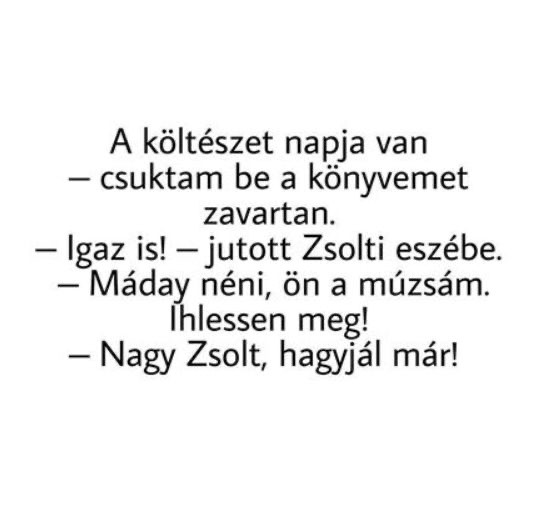 A költészet napja van
– csuktam be a könyvemet
zavartan.
– Igaz is! – jutott Zsolti eszébe.
– Máday néni, ön a múzsám.
Ihlessen meg!
– Nagy Zsolt, hagyjál már!